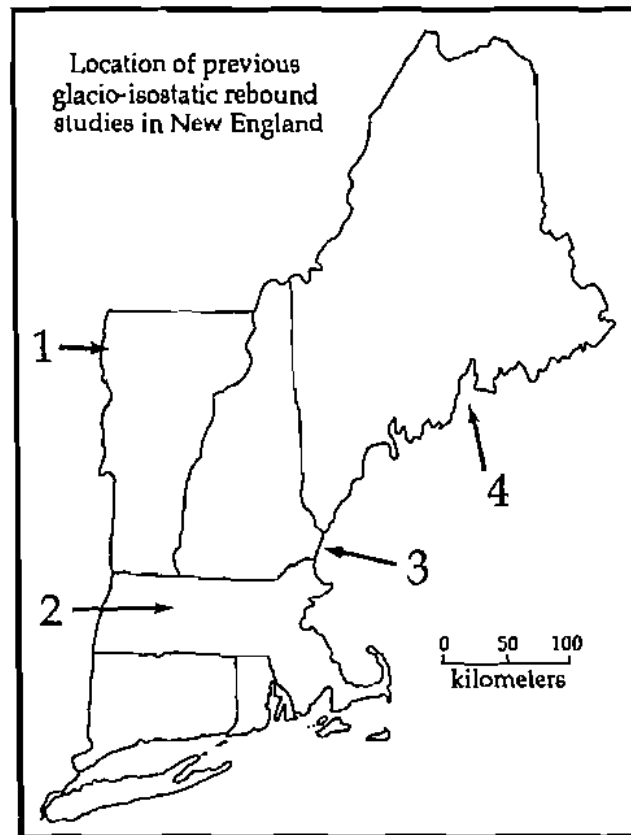 Location of previous
glacio-isostatic rebound
studies in New England
1
2
3
4
0 50 100
kilometers